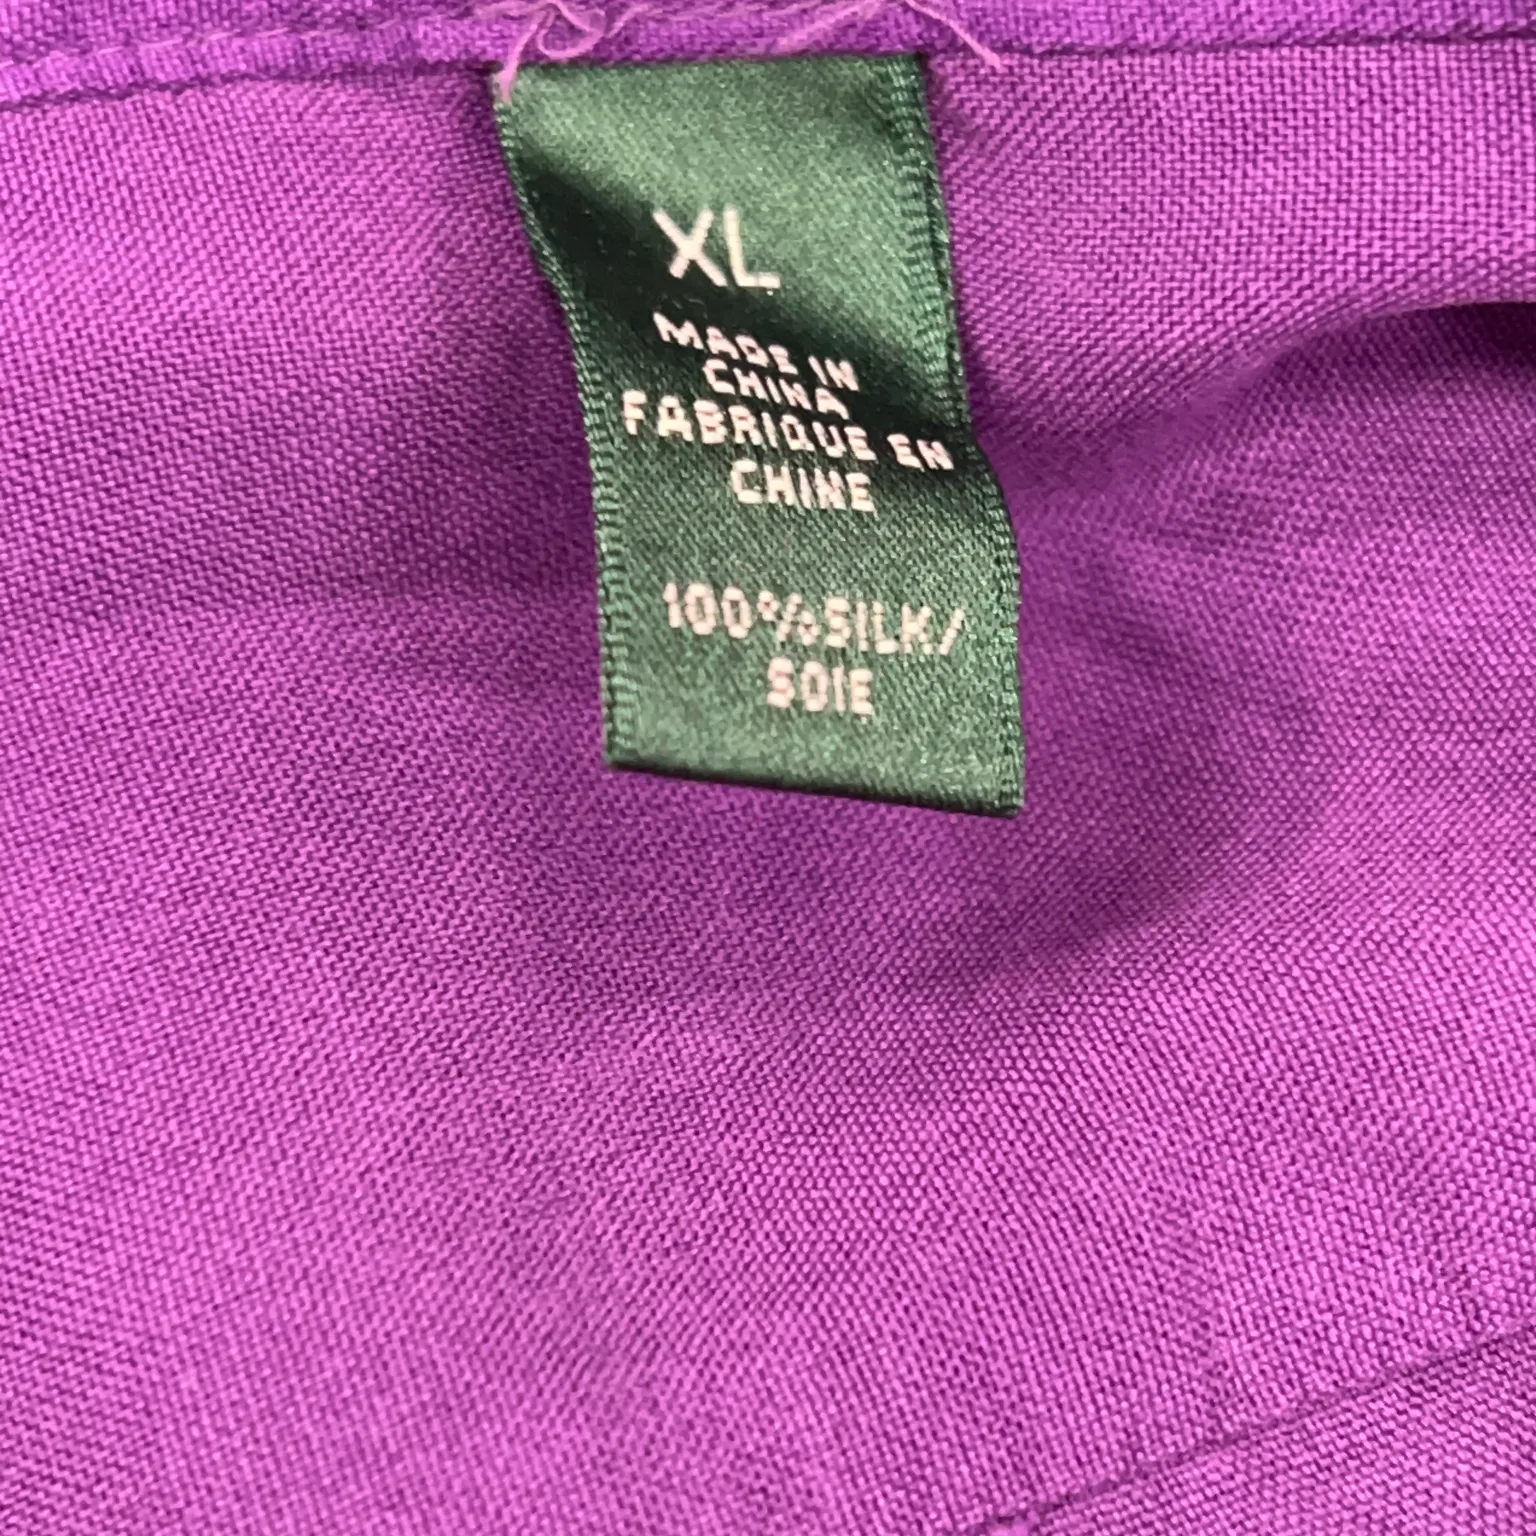 XL
MADE IN
CHINA
FABRIQUE EN
CHINE
100%SILK/
SOIE